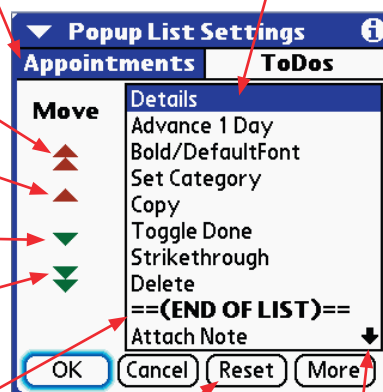 Popup List Settings i
Appointments ToDos
Move
Details
Advance 1 Day
Bold/DefaultFont
Set Category
Copy
Toggle Done
Strikethrough
Delete
==(END OF LIST)==
Attach Note
OK Cancel Reset More